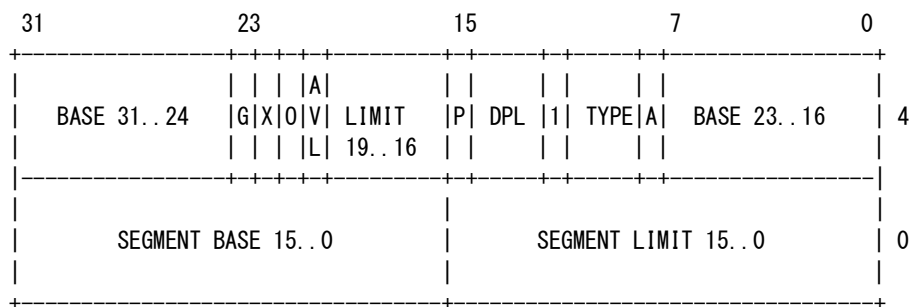 31 23 15 7 0
A
BASE 31..24 G X O V LIMIT P DPL 1 TYPE A BASE 23..16 4
L 19..16
SEGMENT BASE 15..0 SEGMENT LIMIT 15..0 0